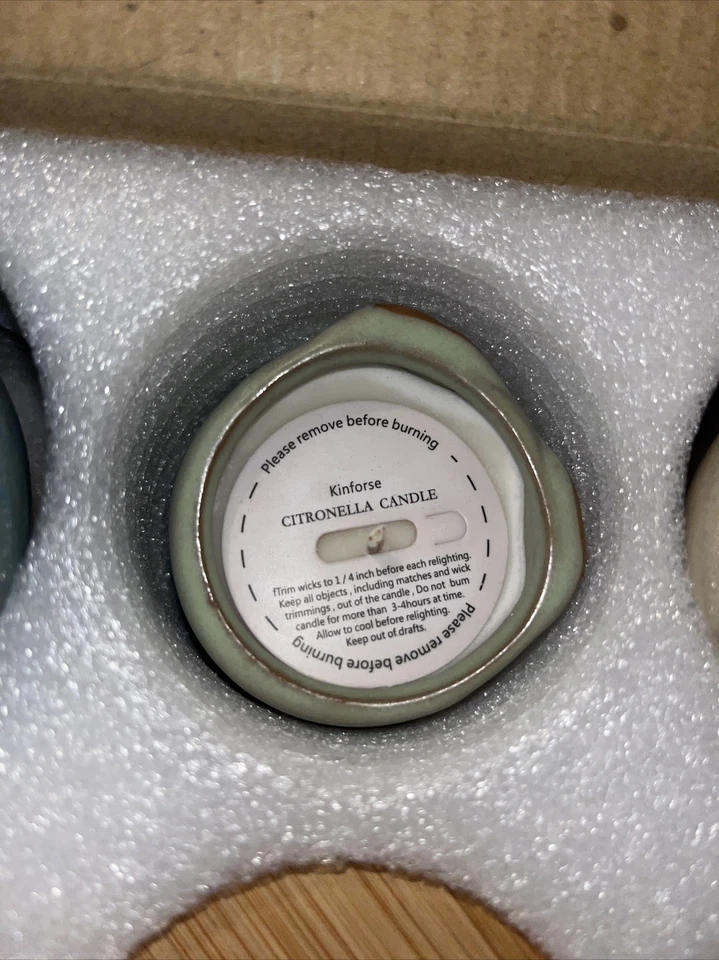 Please remove before burning
Kinforse
CITRONELLA CANDLE
fTrim wicks to 1 / 4 inch before each relighting.
Keep all objects , including matches and wick
trimmings , out of the candle , Do not bum
candle for more than 3-4hours at time.
Allow to cool before relighting.
Keep out of.drafts.
Please remove before burning